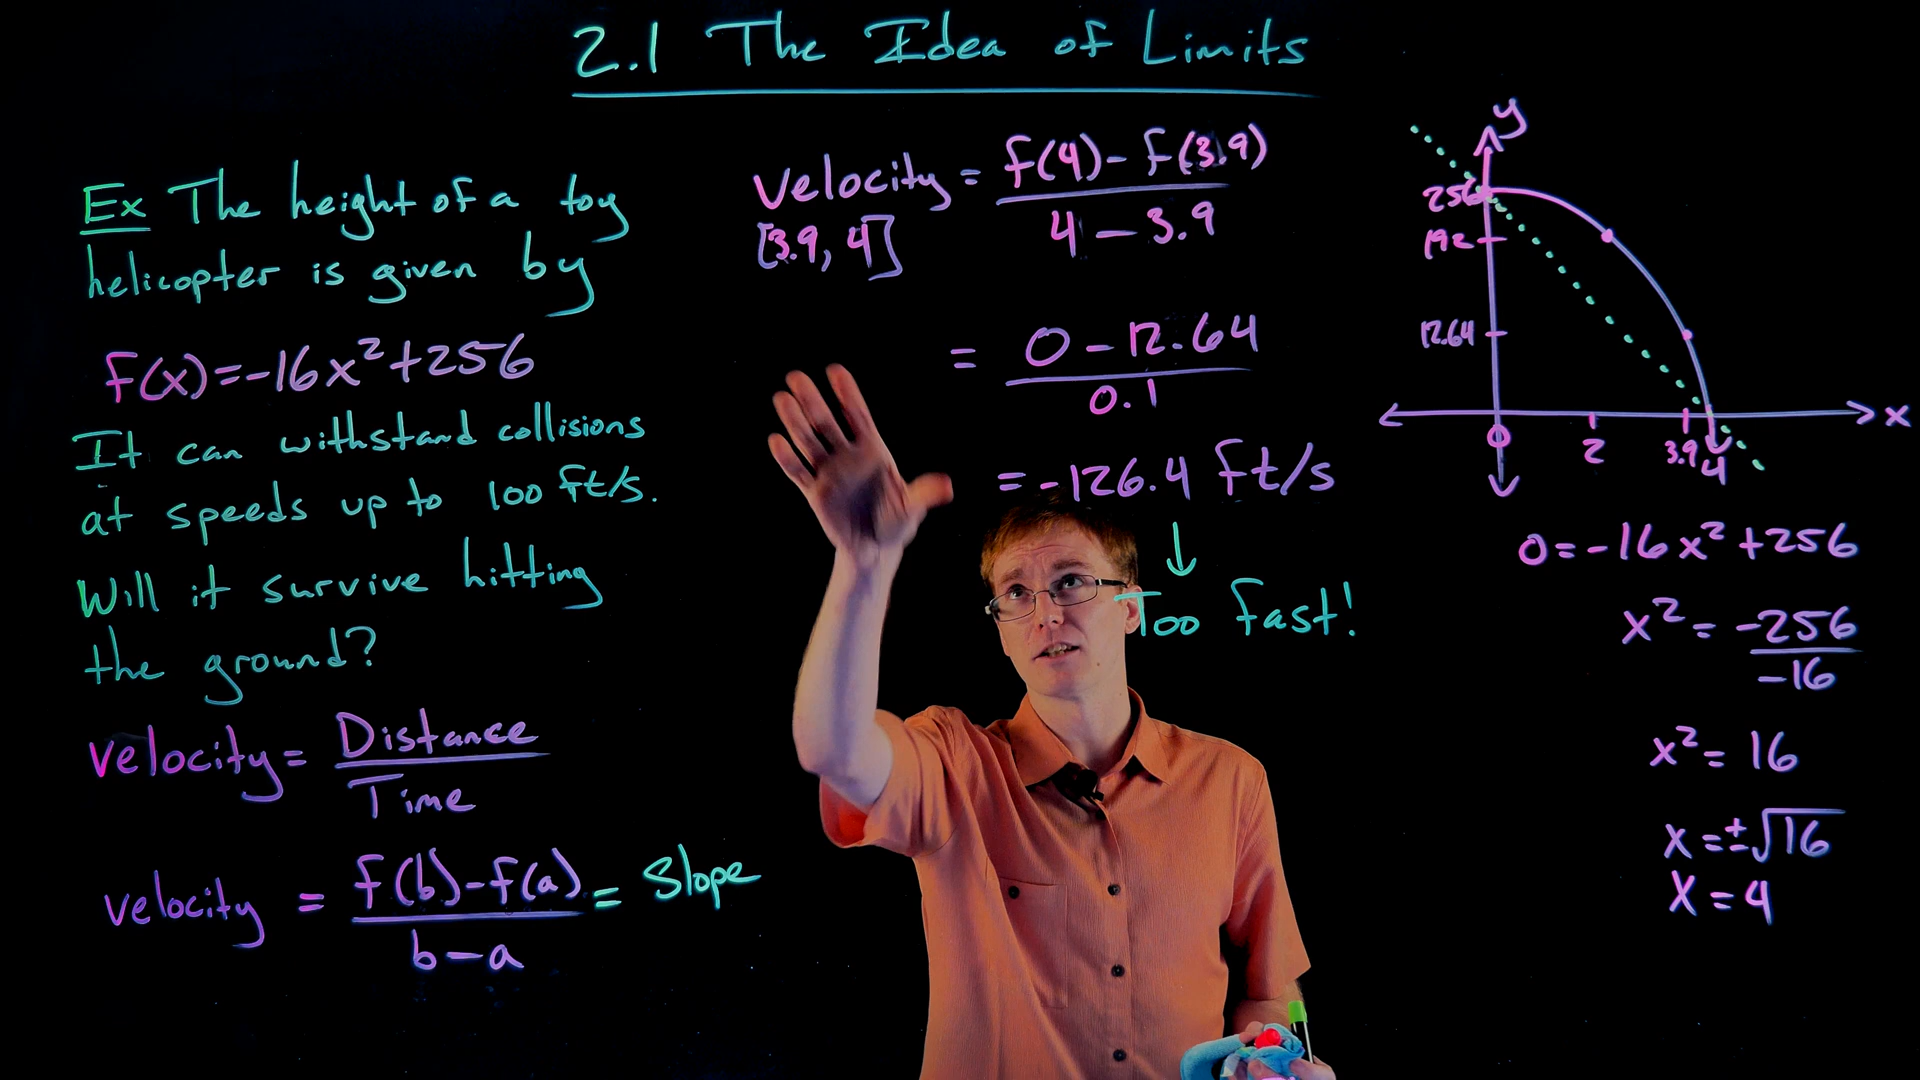 2.1 The Idea of Limits
Ex The height of a toy
helicopter is given by
f(x)=-16x²+256
It can withstand collisions
at speeds up to 100 ft/s.
Will it survive hitting
the ground?
Velocity = Distance
Time
Velocity = f(b)-f(a) = Slope
b-a
Velocity = f(4)-f(3.9)
[3.9, 4] 4-3.9
= 0-12.64
0.1
= -126.4 ft/s
↓
Too fast!
y
256
192
12.64
x
0 2 3.9 4
0=-16x²+256
x²= -256
-16
x²= 16
x=±√16
x=4